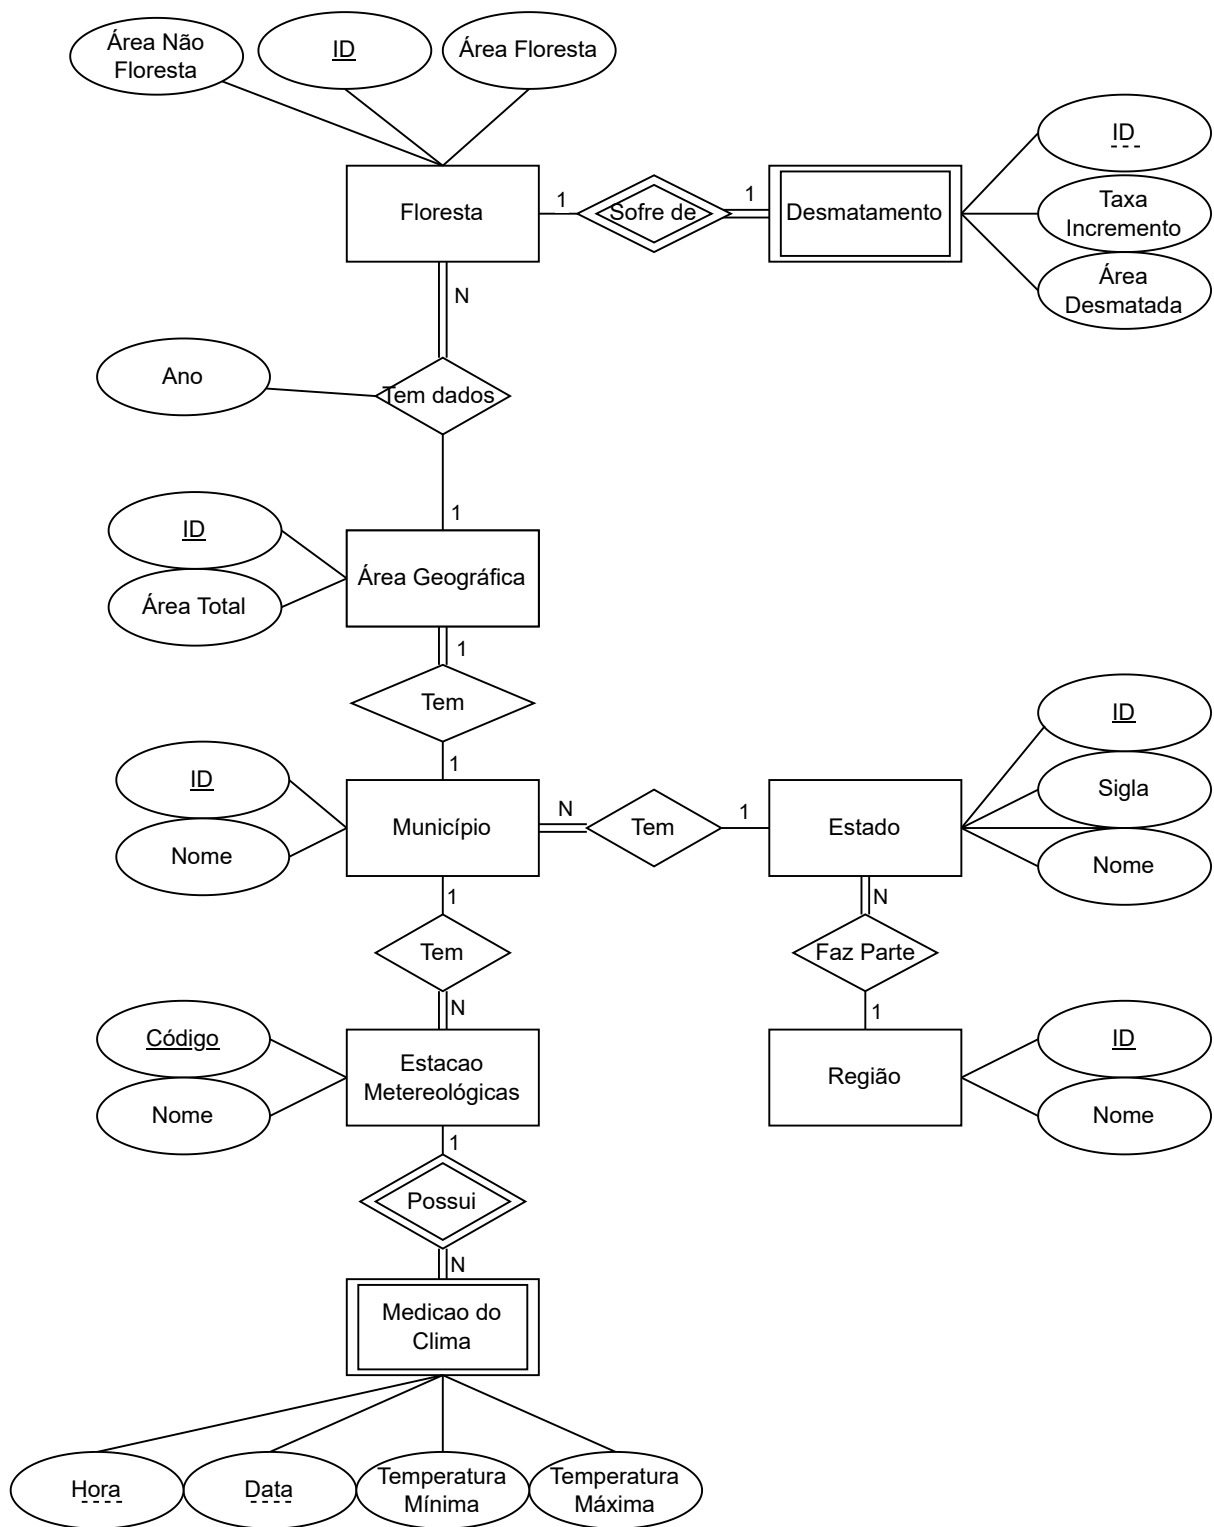 Área Não
Floresta
ID
Área Floresta
ID
Floresta
1
Sofre de
1
Desmatamento
Taxa
Incremento
Área
Desmatada
N
Ano
Tem dados
1
ID
Área Geográfica
Área Total
1
Tem
ID
1
ID
Sigla
Município
N
Tem
1
Estado
Nome
Nome
1
N
Tem
Faz Parte
N
1
Código
ID
Estacao
Metereológicas
Região
Nome
Nome
1
Possui
N
Medicao do
Clima
Hora
Data
Temperatura
Mínima
Temperatura
Máxima